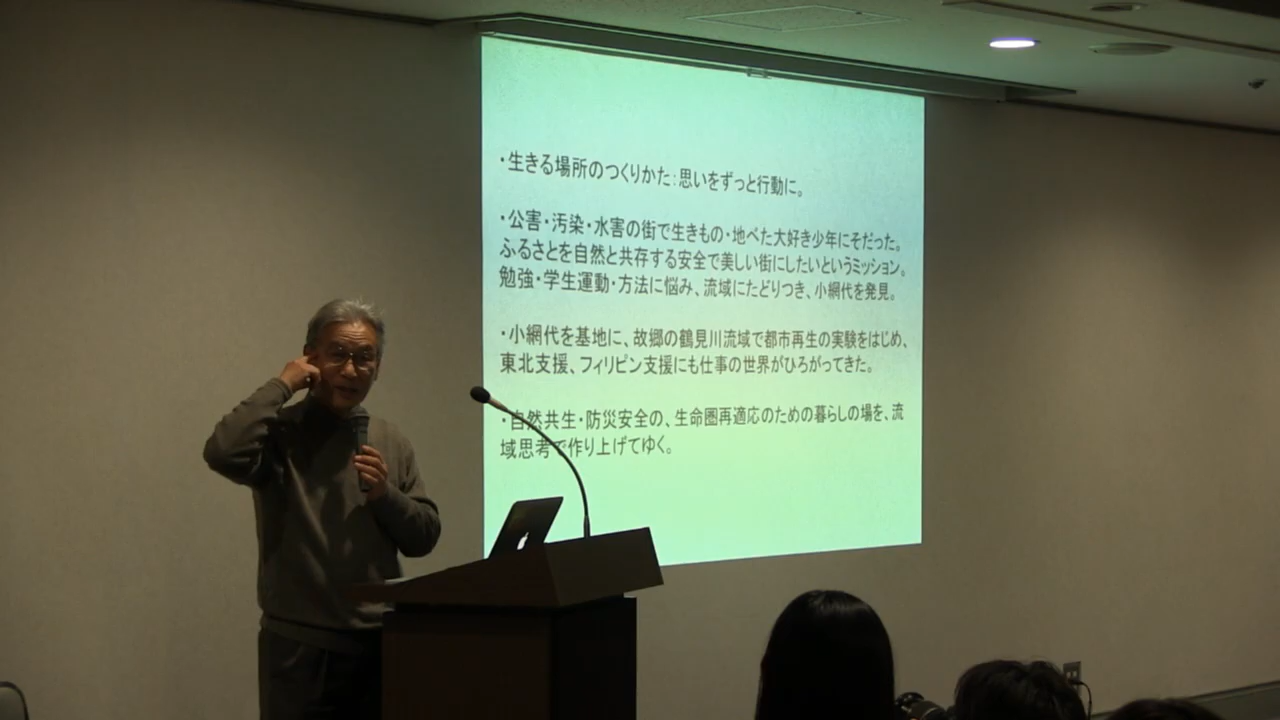 ・生きる場所のつくりかた：思いをずっと行動に。
・公害・汚染・水害の街で生きもの・地べた大好き少年にそだった。
ふるさとを自然と共存する安全で美しい街にしたいというミッション。
勉強・学生運動・方法に悩み、流域にたどりつき、小網代を発見。
・小網代を基地に、故郷の鶴見川流域で都市再生の実験をはじめ、
東北支援、フィリピン支援にも仕事の世界がひろがってきた。
・自然共生・防災安全の、生命圏再適応のための暮らしの場を、流
域思考で作り上げてゆく。